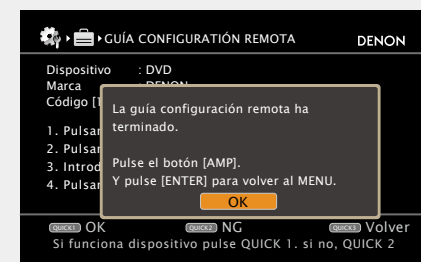 GUÍA CONFIGURATIÓN REMOTA
DENON
Dispositivo : DVD
Marca : DENON
Código [1
1. Pulsar
2. Pulsar
3. Introd
4. Pulsar
La guía configuración remota ha
terminado.
Pulse el botón [AMP].
Y pulse [ENTER] para volver al MENU.
OK
QUICK1 OK
QUICK2 NG
QUICK3 Volver
Si funciona dispositivo pulse QUICK 1. si no, QUICK 2